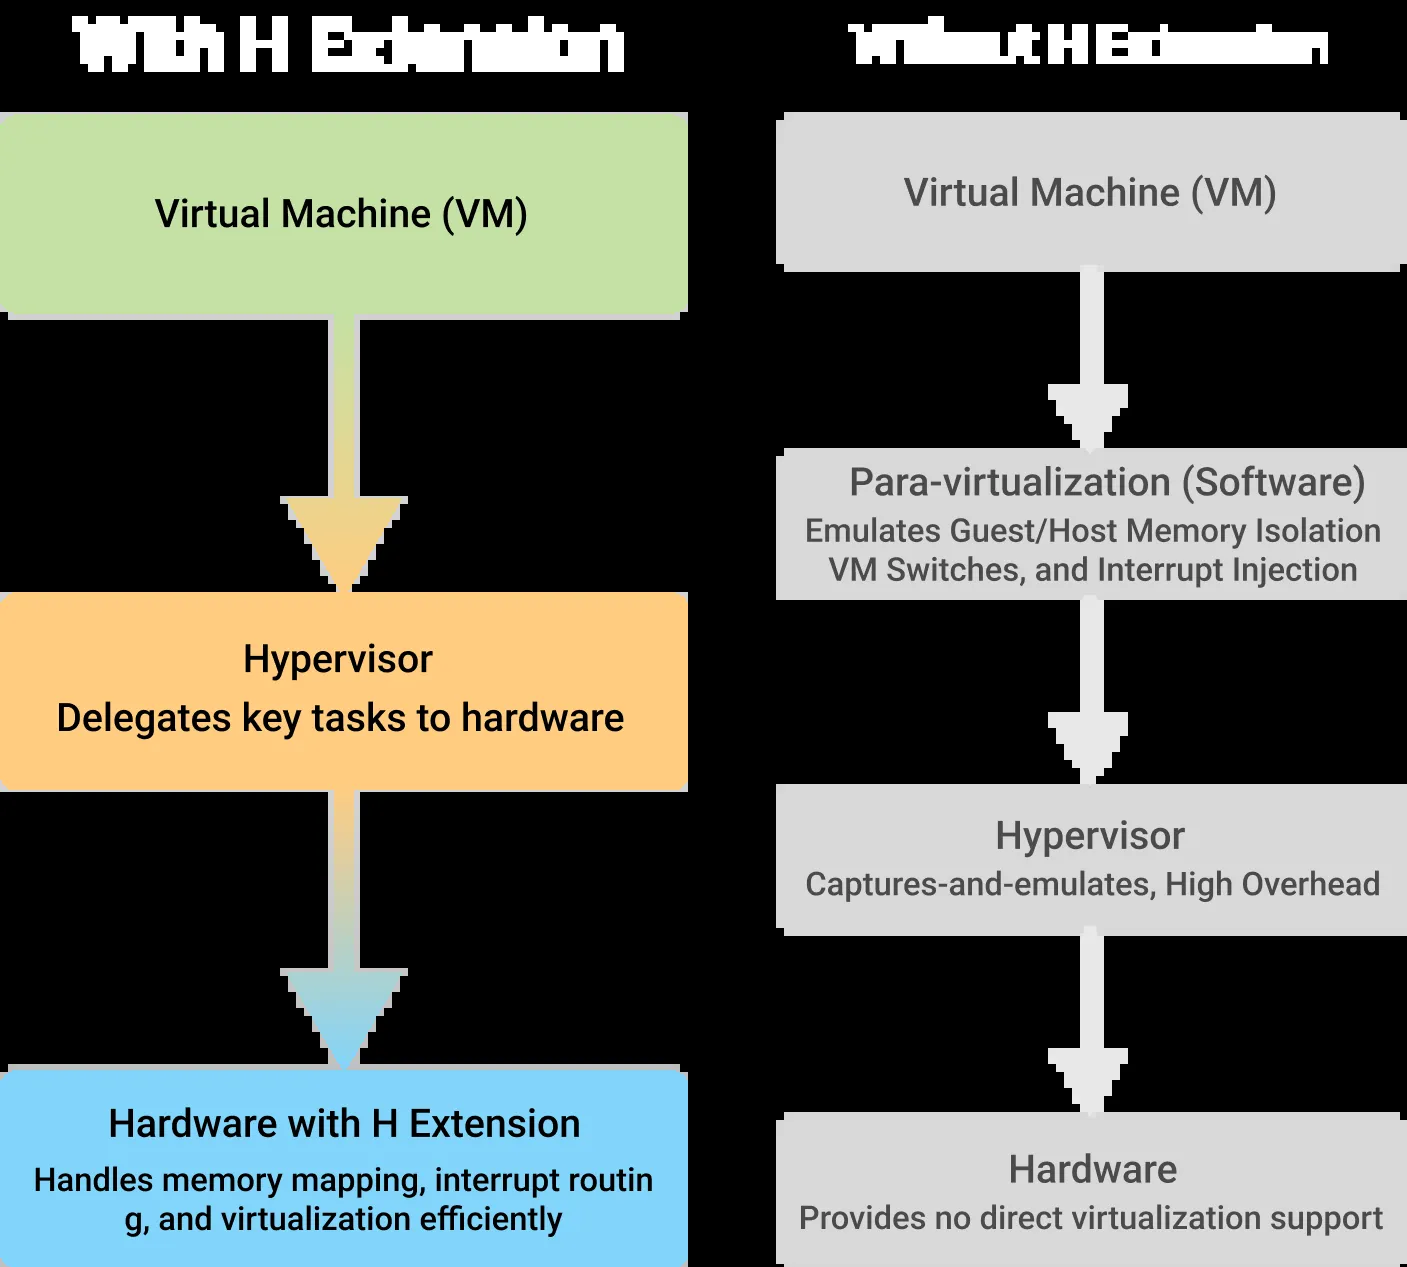 With H Extension
Virtual Machine (VM)
Hypervisor
Delegates key tasks to hardware
Hardware with H Extension
Handles memory mapping, interrupt routin
g, and virtualization efficiently
Without H Extension
Virtual Machine (VM)
Para-virtualization (Software)
Emulates Guest/Host Memory Isolation
VM Switches, and Interrupt Injection
Hypervisor
Captures-and-emulates, High Overhead
Hardware
Provides no direct virtualization support